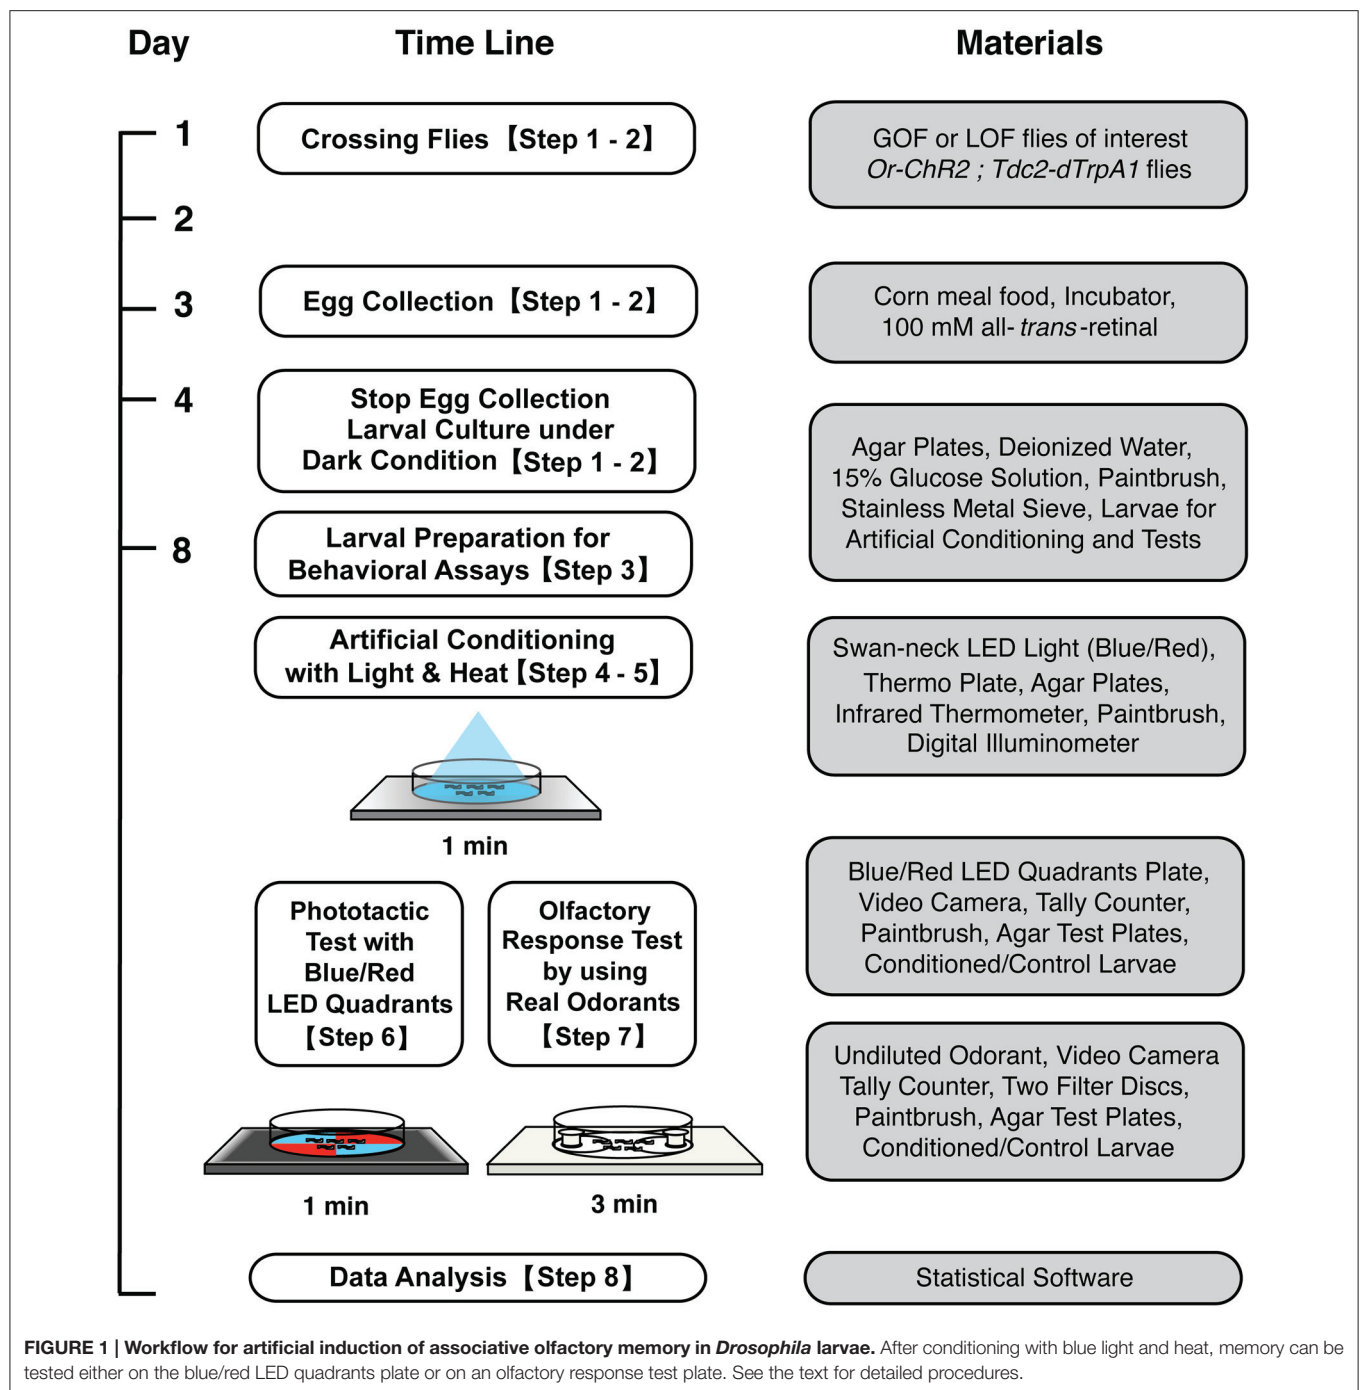 Day
Time Line
Materials
1
Crossing Flies 【Step 1 - 2】
GOF or LOF flies of interest
Or-ChR2 ; Tdc2-dTrpA1 flies
2
3
Egg Collection 【Step 1 - 2】
Corn meal food, Incubator,
100 mM all-trans-retinal
4
Stop Egg Collection
Larval Culture under
Dark Condition 【Step 1 - 2】
Agar Plates, Deionized Water,
15% Glucose Solution, Paintbrush,
Stainless Metal Sieve, Larvae for
Artificial Conditioning and Tests
8
Larval Preparation for
Behavioral Assays 【Step 3】
Artificial Conditioning
with Light & Heat 【Step 4 - 5】
Swan-neck LED Light (Blue/Red),
Thermo Plate, Agar Plates,
Infrared Thermometer, Paintbrush,
Digital Illuminometer
1 min
Phototactic
Test with
Blue/Red
LED Quadrants
【Step 6】
Olfactory
Response Test
by using
Real Odorants
【Step 7】
Blue/Red LED Quadrants Plate,
Video Camera, Tally Counter,
Paintbrush, Agar Test Plates,
Conditioned/Control Larvae
Undiluted Odorant, Video Camera
Tally Counter, Two Filter Discs,
Paintbrush, Agar Test Plates,
Conditioned/Control Larvae
1 min
3 min
Data Analysis 【Step 8】
Statistical Software
FIGURE 1 | Workflow for artificial induction of associative olfactory memory in Drosophila larvae. After conditioning with blue light and heat, memory can be
tested either on the blue/red LED quadrants plate or on an olfactory response test plate. See the text for detailed procedures.